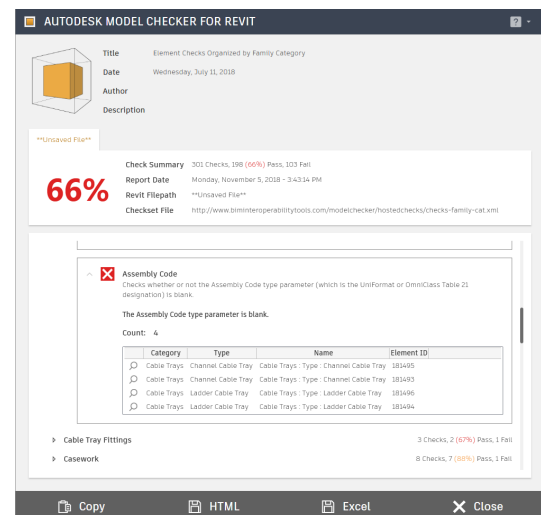 AUTODESK MODEL CHECKER FOR REVIT
?
Title Element Checks Organized by Family Category
Date Wednesday, July 11, 2018
Author
Description
**Unsaved File**
66%
Check Summary 301 Checks, 198 (66%) Pass, 103 Fail
Report Date Monday, November 5, 2018 - 3:43:14 PM
Revit Filepath **Unsaved File**
Checkset File http://www.biminteroperabilitytools.com/modelchecker/hostedchecks/checks-family-cat.xml
Assembly Code
Checks whether or not the Assembly Code type parameter (which is the UniFormat or OmniClass Table 21
designation) is blank.
The Assembly Code type parameter is blank.
Count: 4
Category Type Name Element ID
Cable Trays Channel Cable Tray Cable Trays : Type : Channel Cable Tray 181495
Cable Trays Channel Cable Tray Cable Trays : Type : Channel Cable Tray 181493
Cable Trays Ladder Cable Tray Cable Trays : Type : Ladder Cable Tray 181496
Cable Trays Ladder Cable Tray Cable Trays : Type : Ladder Cable Tray 181494
Cable Tray Fittings 3 Checks, 2 (67%) Pass, 1 Fail
Casework 8 Checks, 7 (88%) Pass, 1 Fail
Copy HTML Excel Close